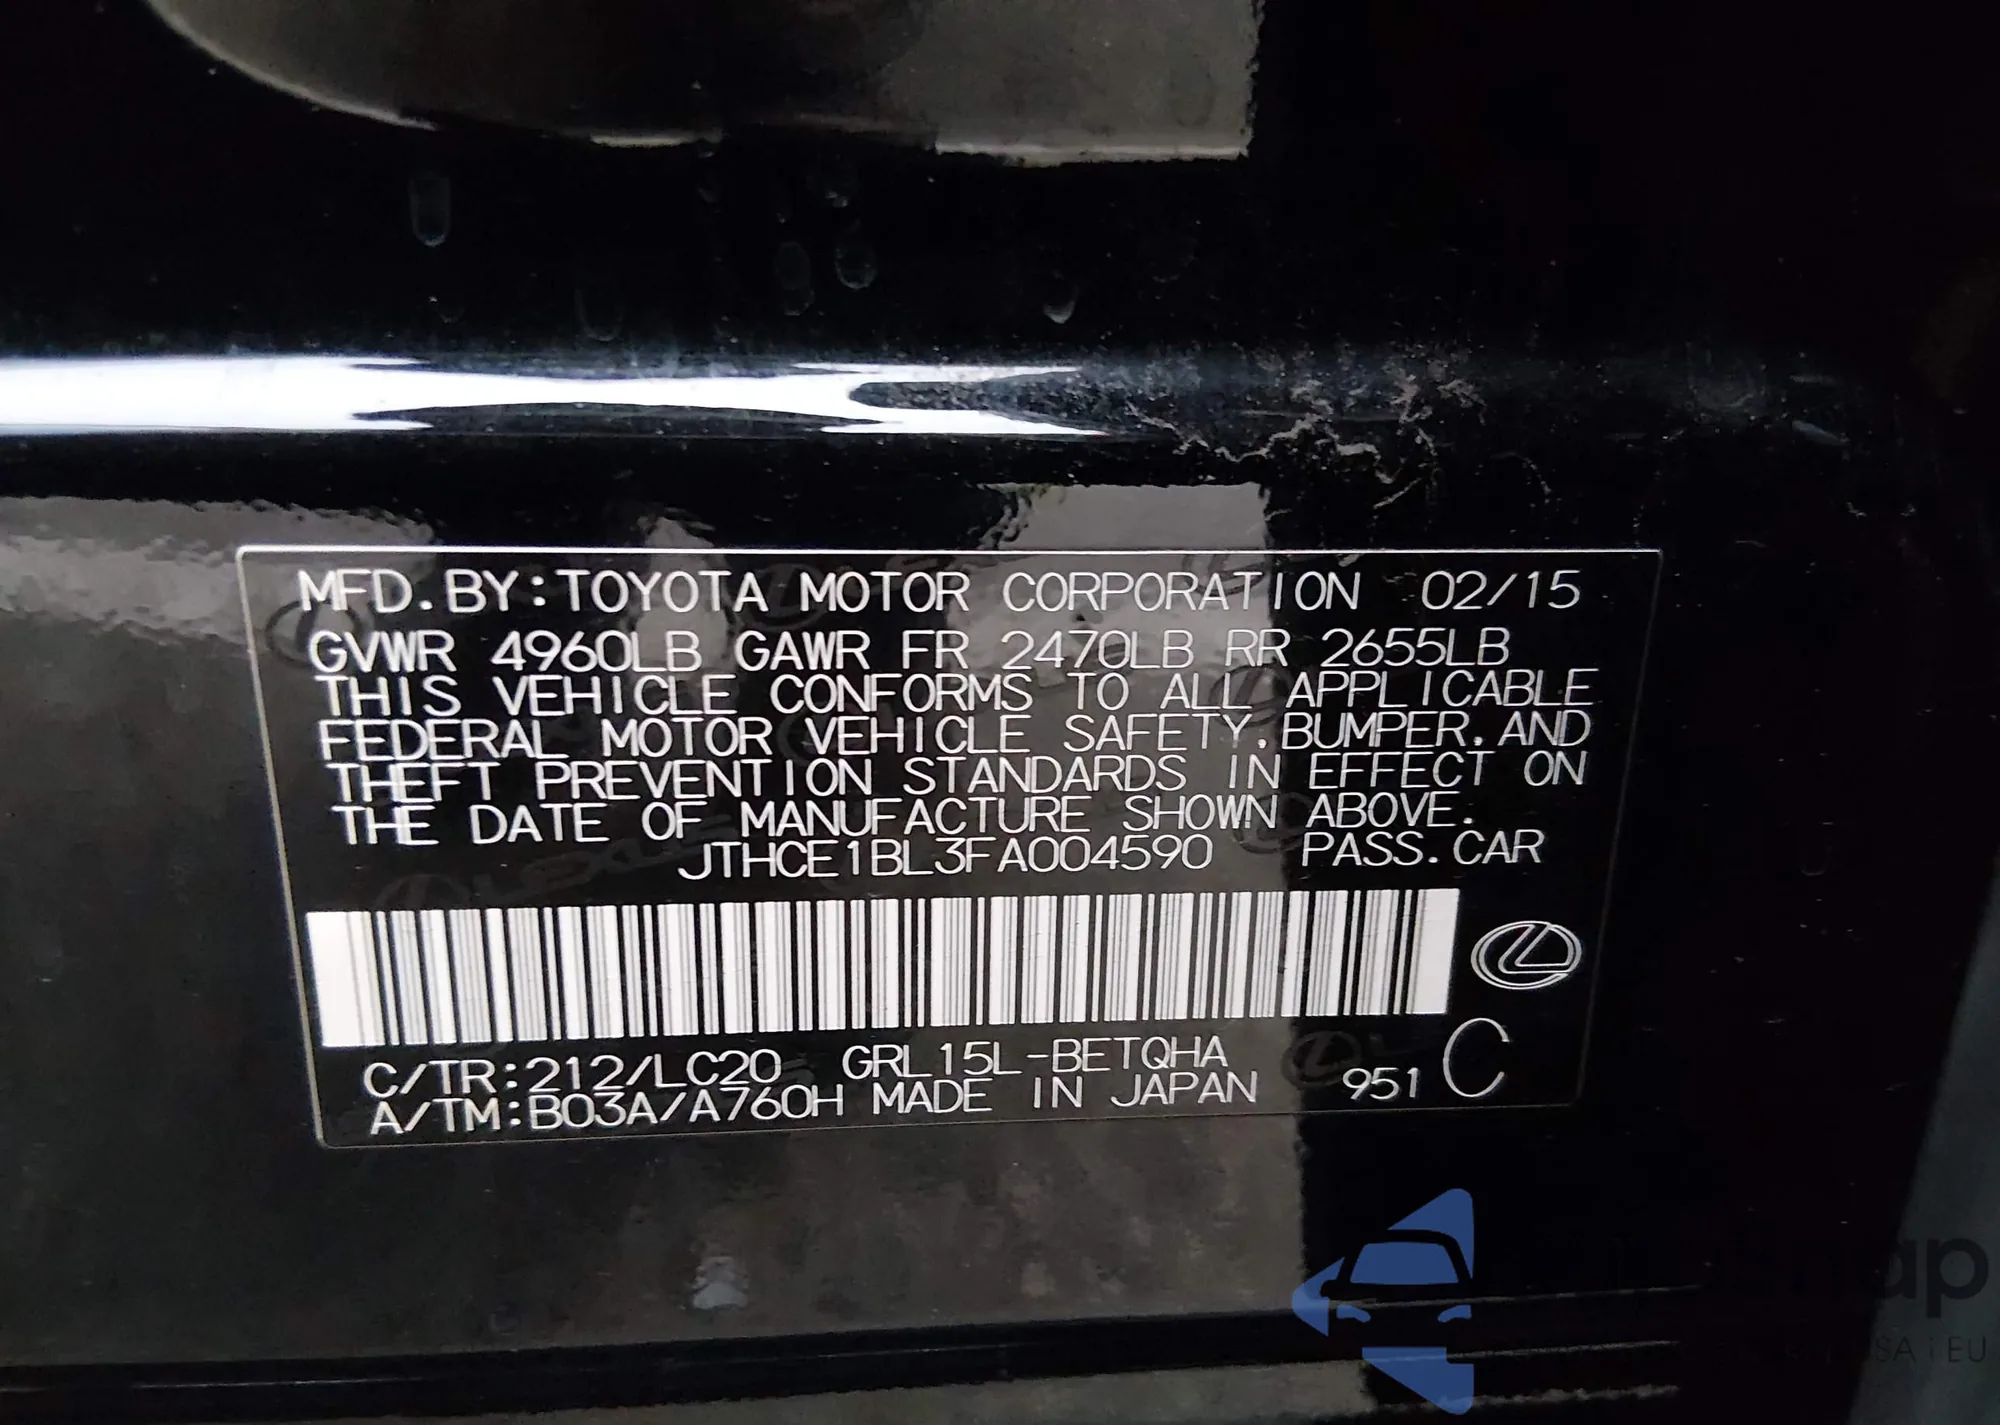 MFD.BY:TOYOTA MOTOR CORPORATION 02/15
GVWR 4960LB GAWR FR 2470LB RR 2655LB
THIS VEHICLE CONFORMS TO ALL APPLICABLE
FEDERAL MOTOR VEHICLE SAFETY,BUMPER,AND
THEFT PREVENTION STANDARDS IN EFFECT ON
THE DATE OF MANUFACTURE SHOWN ABOVE.
JTHCE1BL3FA004590 PASS.CAR
C/TR:212/LC20 GRL15L-BETQHA
A/TM:B03A/A760H MADE IN JAPAN 951 C
USA | EU